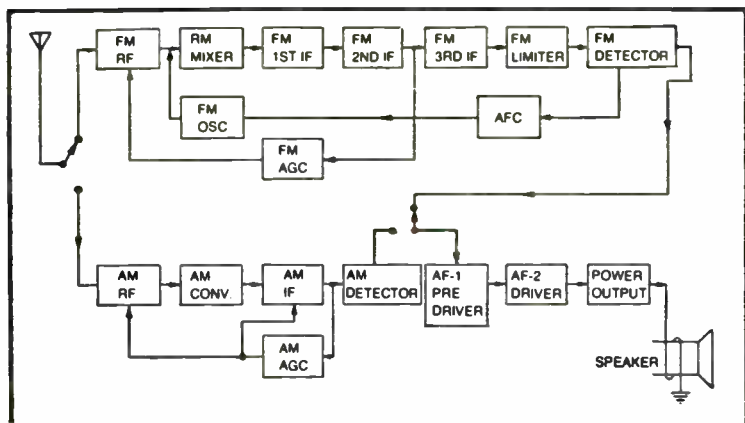 FM
RF
RM
MIXER
FM
1ST IF
FM
2ND IF
FM
3RD IF
FM
LIMITER
FM
DETECTOR
FM
OSC
AFC
FM
AGC
AM
RF
AM
CONV.
AM
IF
AM
DETECTOR
AF-1
PRE
DRIVER
AF-2
DRIVER
POWER
OUTPUT
AM
AGC
SPEAKER